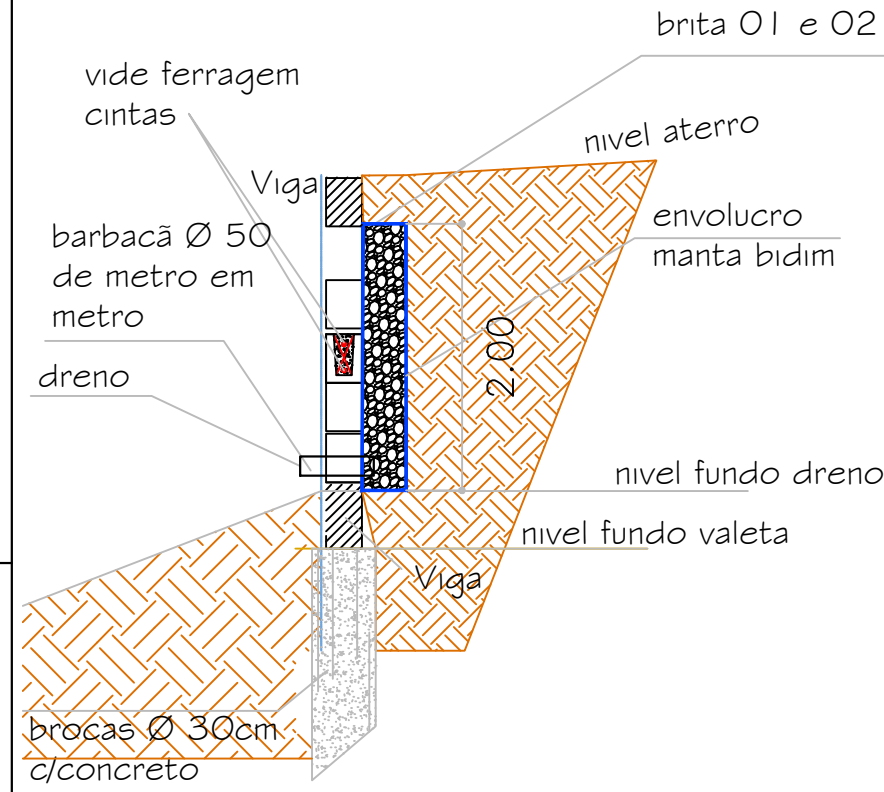 brita 01 e 02
vide ferragem
cintas
nivel aterro
Viga
envolucro
manta bidim
barbacã Ø 50
de metro em
metro
2.00
dreno
nivel fundo dreno
nivel fundo valeta
Viga
brocas Ø 30cm
c/concreto